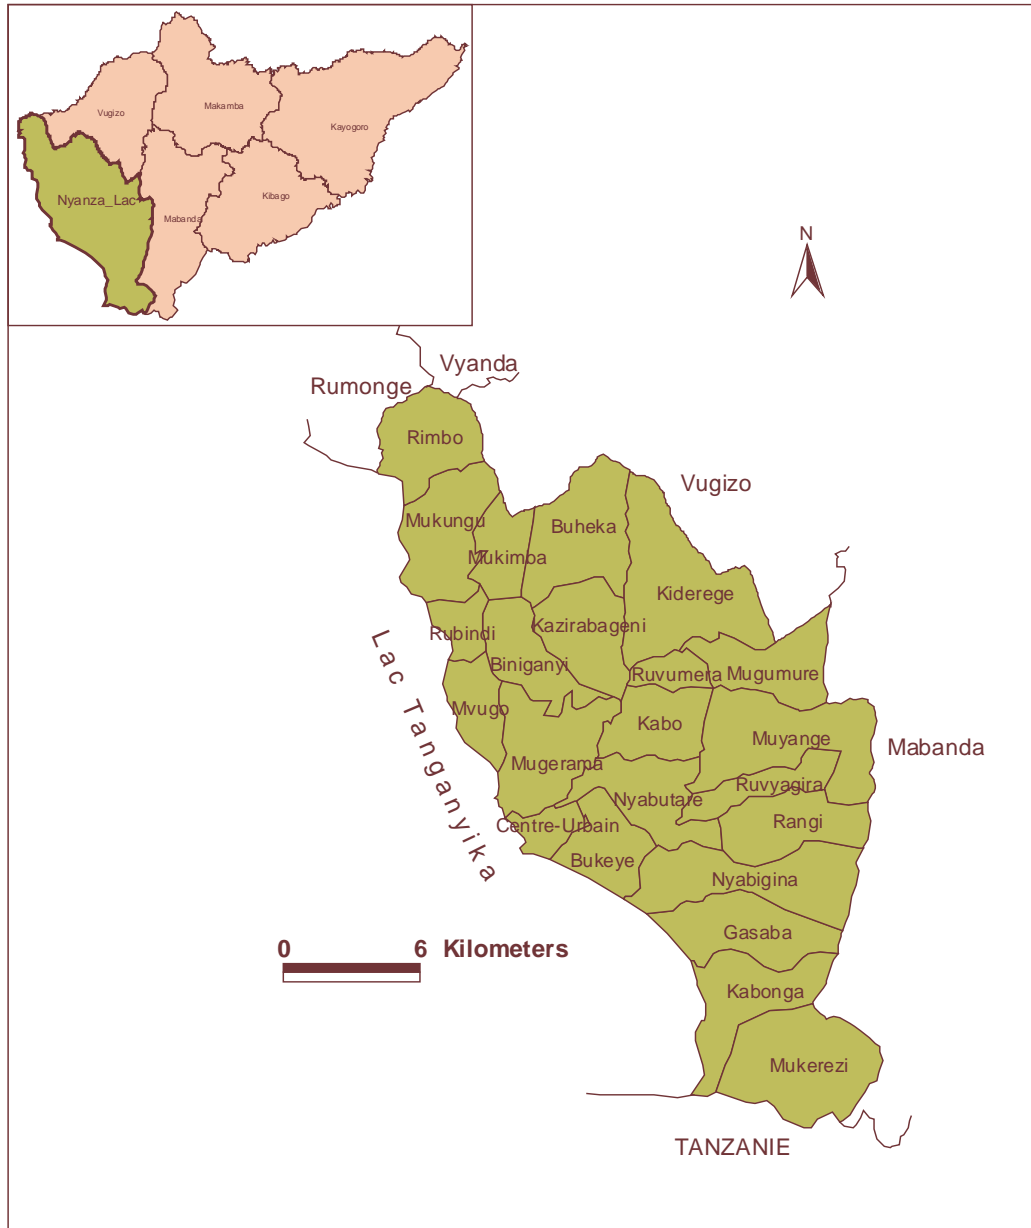 Makamba
Vugizo
Kayogoro
Nyanza_Lac
Kibago
Mabanda
N
Vyanda
Rumonge
Rimbo
Vugizo
Mukungu
Buheka
Mukimba
Kiderege
Kazirabageni
Rubindi
Biniganyi
Ruvumera
Mugumure
Mvugo
Kabo
Muyange
Mabanda
Lac Tanganyika
Mugerama
Ruvyagira
Nyabutare
Rangi
Centre-Urbain
Bukeye
Nyabigina
Gasaba
0 6 Kilometers
Kabonga
Mukerezi
TANZANIE